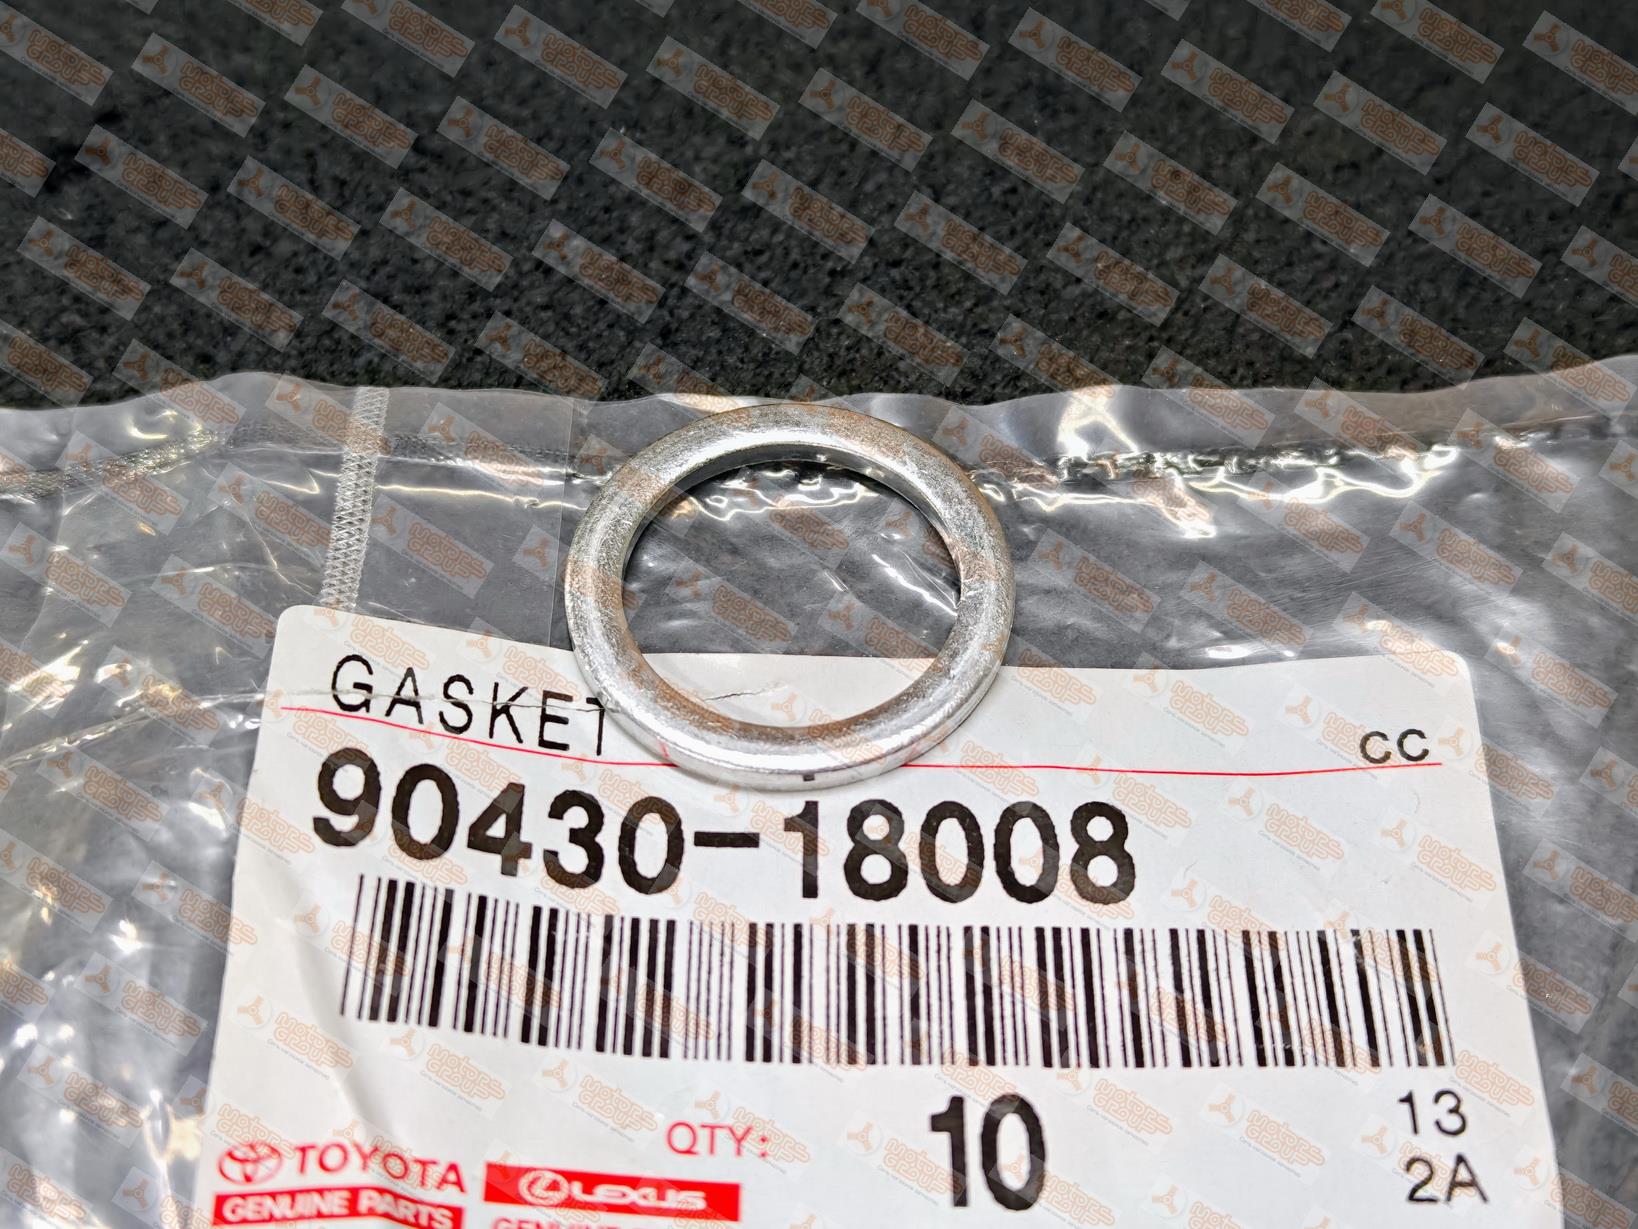 GASKET
CC
90430-18008
QTY: 10
13
2A
TOYOTA
GENUINE PARTS
LEXUS